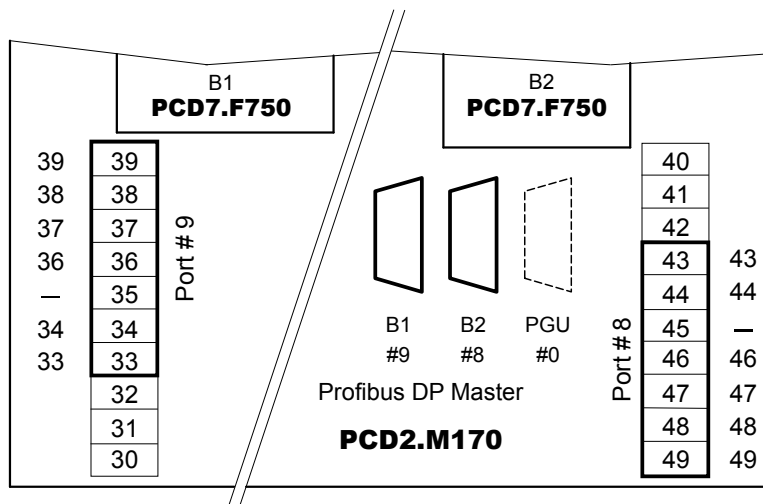 B1
PCD7.F750
B2
PCD7.F750
39 39
38 38
37 37
36 36
— 35
34 34
33 33
32
31
30
Port # 9
B1 B2 PGU
#9 #8 #0
Profibus DP Master
PCD2.M170
Port # 8
40
41
42
43 43
44 44
45 —
46 46
47 47
48 48
49 49